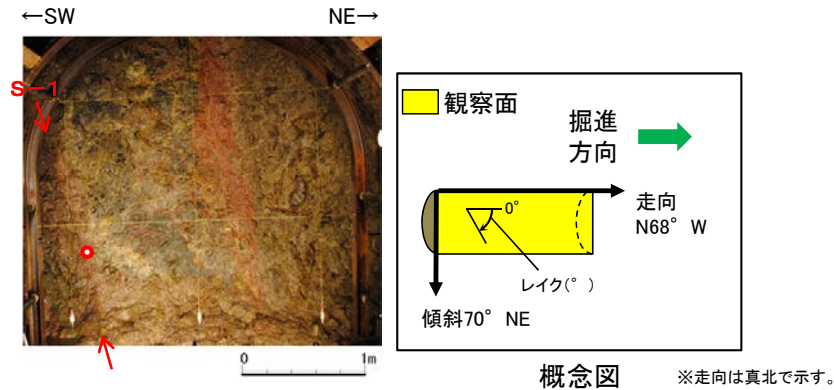 ←SW
NE→
S－1
0
1m
観察面
掘進
方向
0°
走向
N68°W
レイク(°)
傾斜70°NE
概念図
※走向は真北で示す。